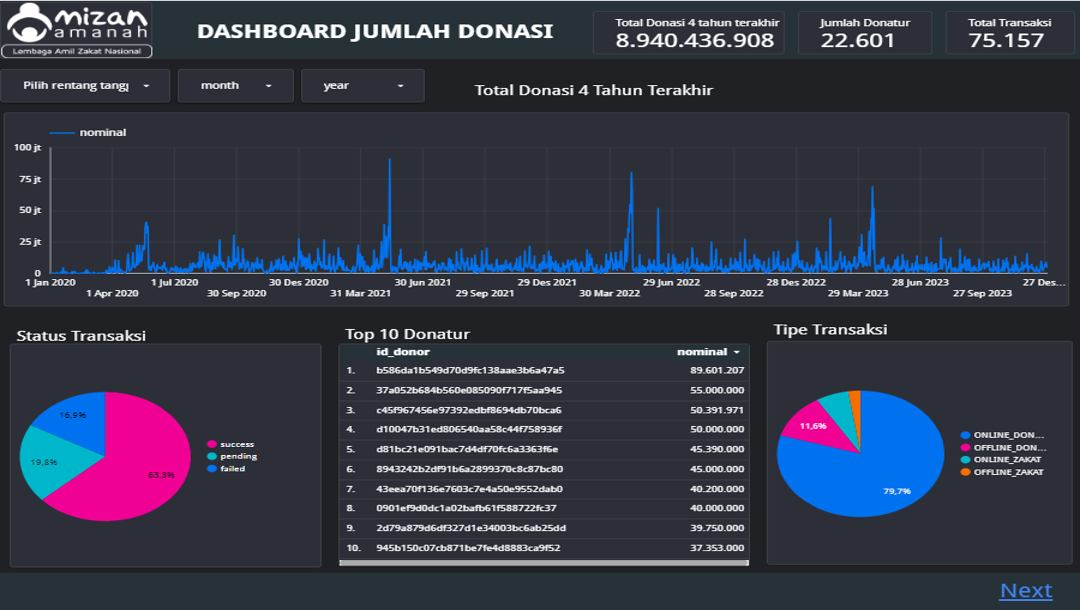 mizan
amanah
Lembaga Amil Zakat Nasional
DASHBOARD JUMLAH DONASI
Total Donasi 4 tahun terakhir
8.940.436.908
Jumlah Donatur
22.601
Total Transaksi
75.157
Pilih rentang tangg
month
year
Total Donasi 4 Tahun Terakhir
nominal
100 jt
75 jt
50 jt
25 jt
0
1 Jan 2020
1 Apr 2020
1 Jul 2020
30 Sep 2020
30 Des 2020
31 Mar 2021
30 Jun 2021
29 Sep 2021
29 Des 2021
30 Mar 2022
29 Jun 2022
28 Sep 2022
28 Des 2022
29 Mar 2023
28 Jun 2023
27 Sep 2023
27 Des...
Status Transaksi
16,9%
19,8%
63,3%
success
pending
failed
Top 10 Donatur
id_donor nominal
1. b586da1b549d70d9fc138aae3b6a47a5 89.601.207
2. 37a052b684b560e085090f717f5aa945 55.000.000
3. c45f967456e97392edbf8694db70bca6 50.391.971
4. d10047b31ed806540aa58c44f758936f 50.000.000
5. d81bc21e091bac7d4df70fc6a3363f6e 45.390.000
6. 8943242b2df91b6a2899370c8c87bc80 45.000.000
7. 43eea70f136e7603c7e4a50e9552dab0 40.200.000
8. 0901ef9d0dc1a02bafb61f588722fc37 40.000.000
9. 2d79a879d6df327d1e34003bc6ab25dd 39.750.000
10. 945b150c07cb871be7fe4d8883ca9f52 37.353.000
Tipe Transaksi
11,6%
79,7%
ONLINE_DON...
OFFLINE_DON...
ONLINE_ZAKAT
OFFLINE_ZAKAT
Next